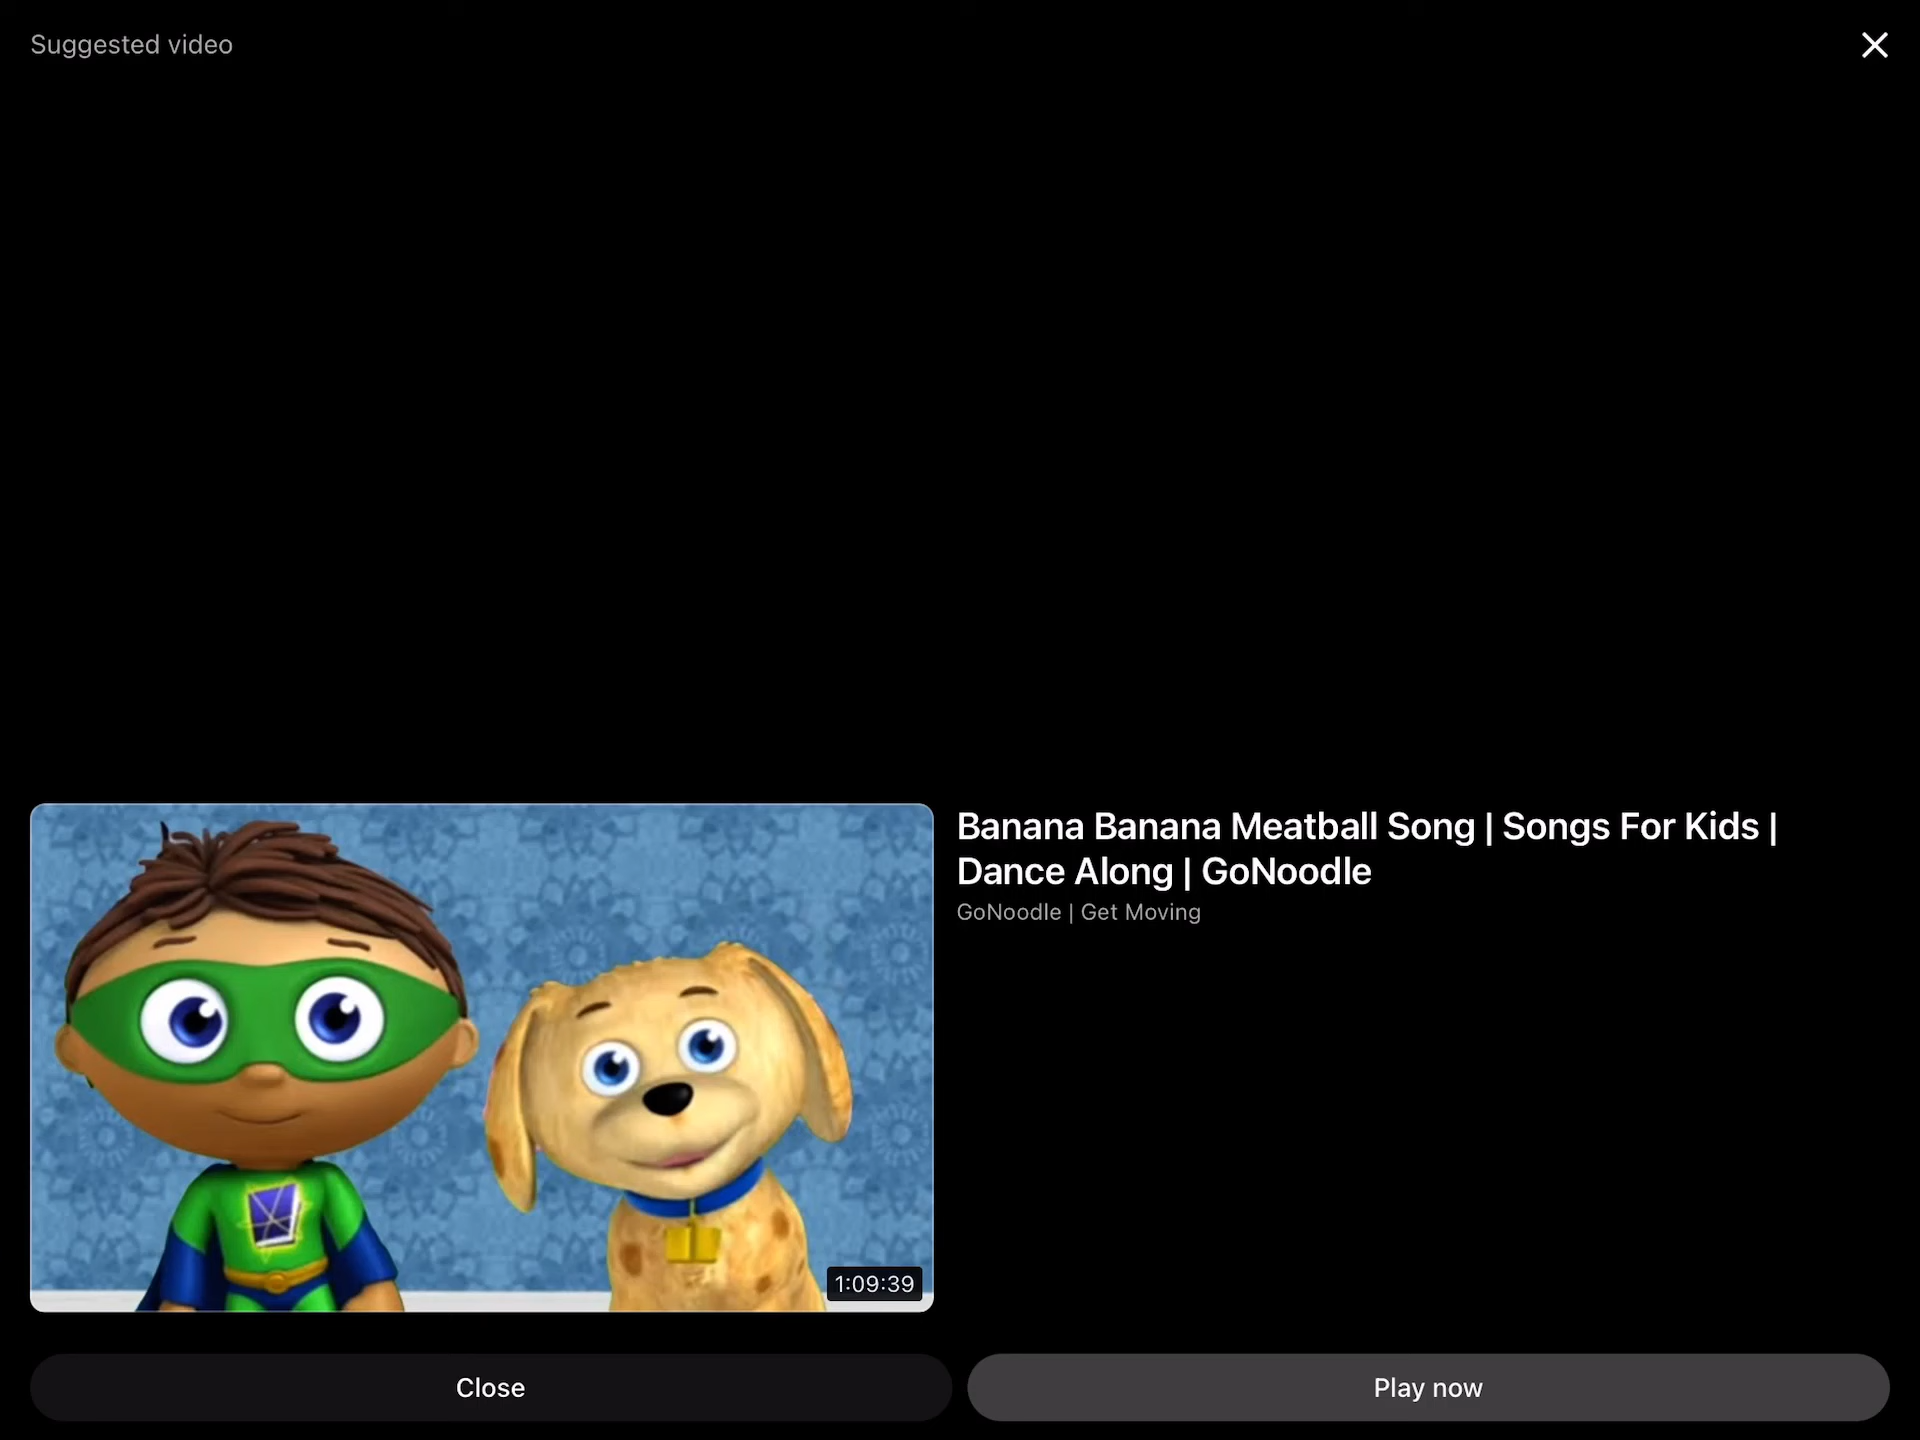 Suggested video
Banana Banana Meatball Song | Songs For Kids |
Dance Along | GoNoodle
GoNoodle | Get Moving
1:09:39
Close
Play now